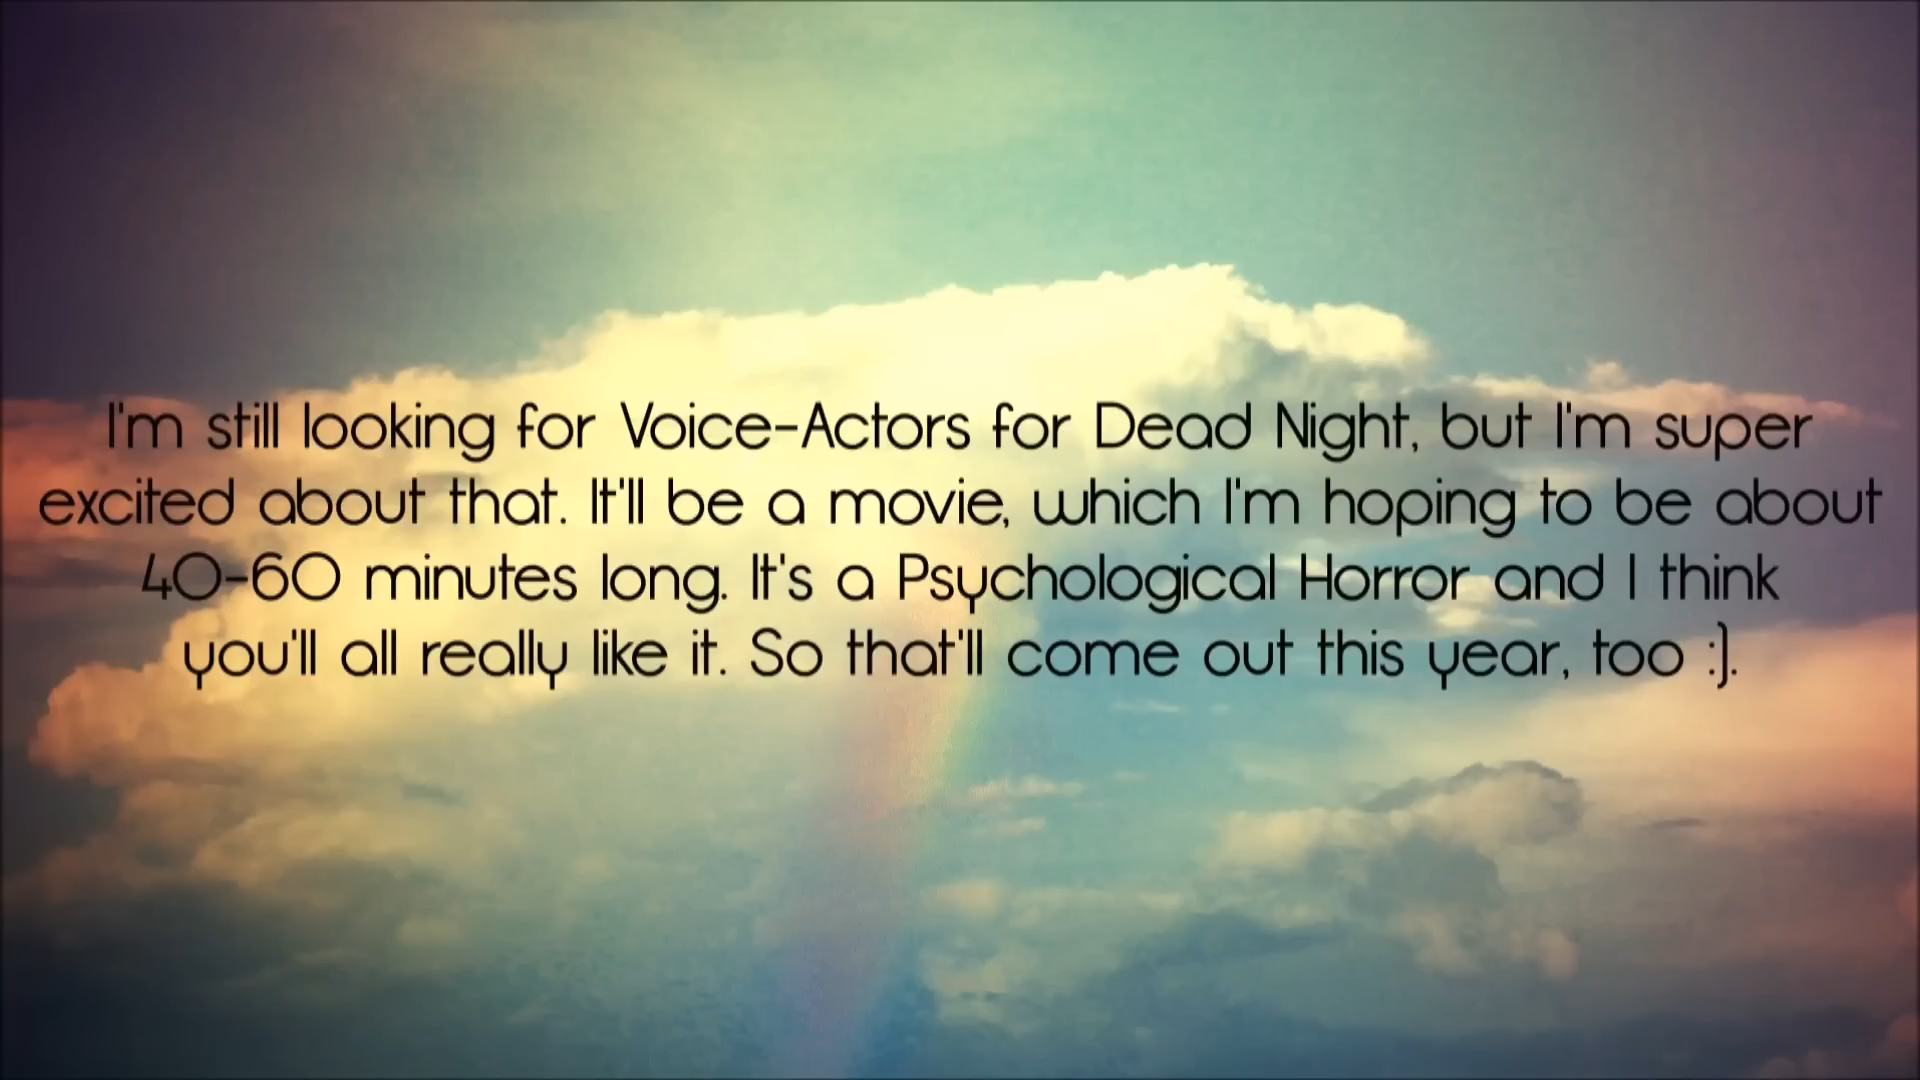 I'm still looking for Voice-Actors for Dead Night, but I'm super
excited about that. It'll be a movie, which I'm hoping to be about
40-60 minutes long. It's a Psychological Horror and I think
you'll all really like it. So that'll come out this year, too :).